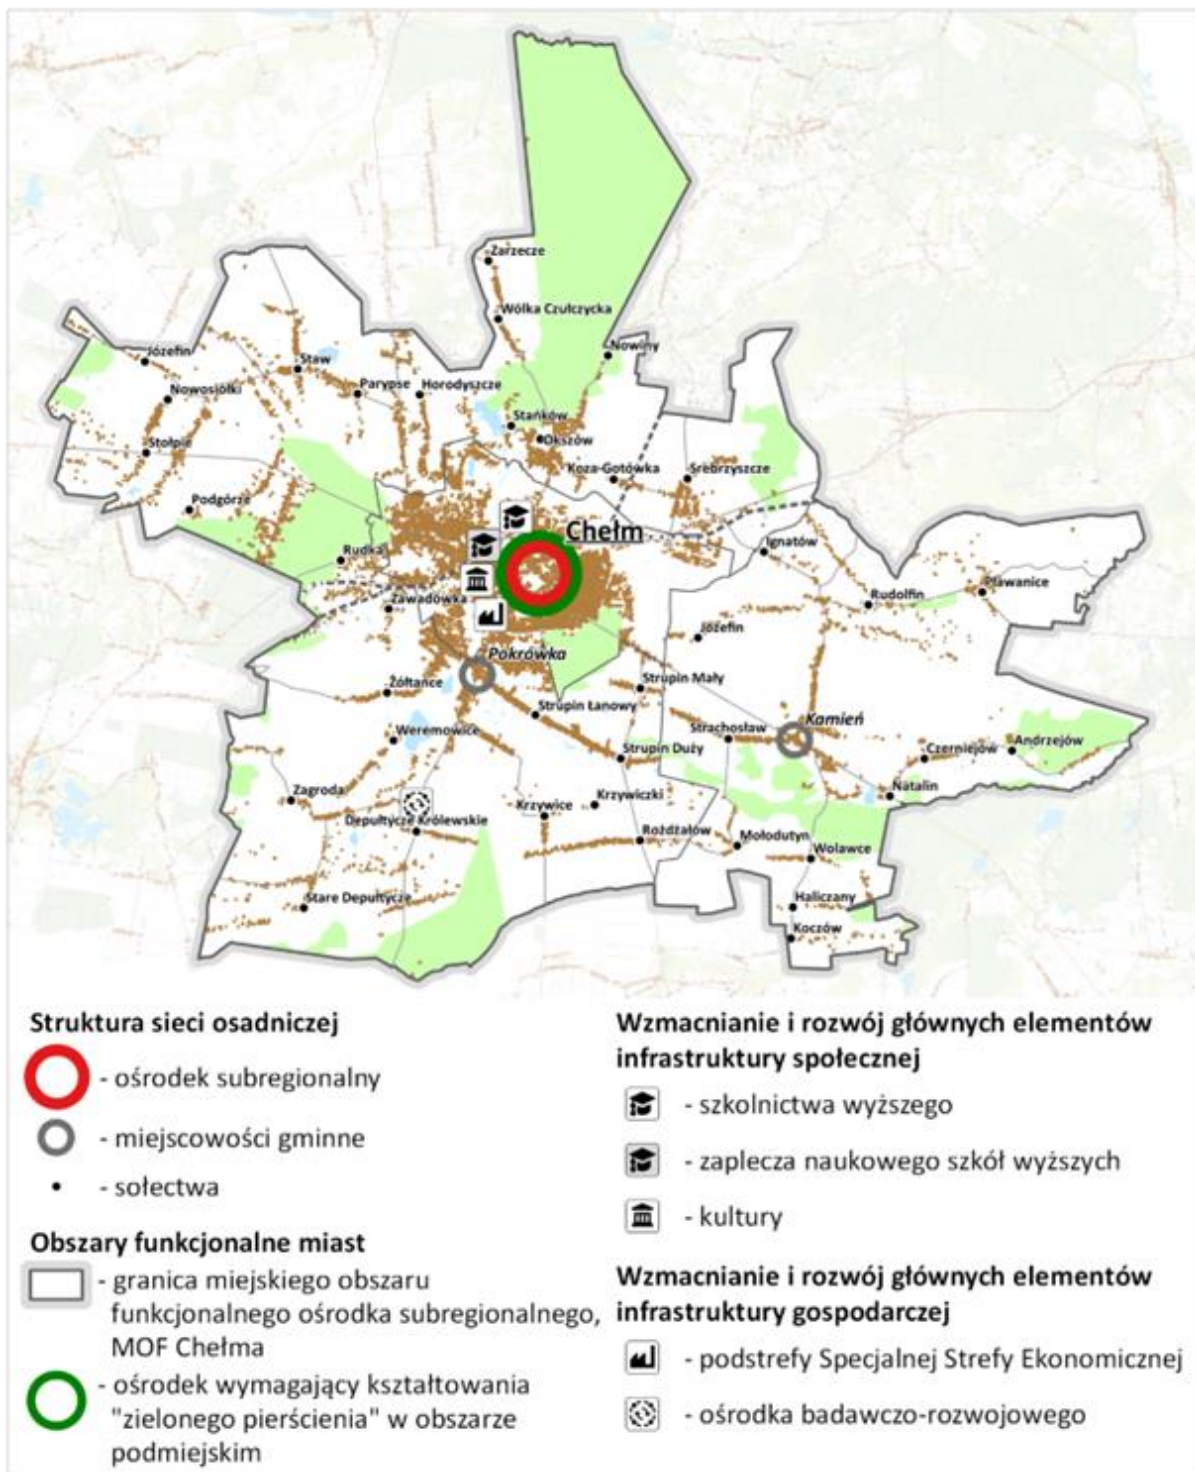 Zarzecze
Wólka Czułczycka
Nowiny
Józefin
Staw
Nowosiółki
Parypse
Horodyszcze
Stańków
Okszów
Stołpie
Koza-Gotówka
Srebrzyszcze
Podgórze
Chełm
Ignatów
Rudka
Pławanice
Zawadówka
Rudolfin
Józefin
Pokrówka
Strupin Mały
Żółtance
Strupin Łanowy
Kamień
Strachosław
Weremowice
Strupin Duży
Czerniejów
Andrzejów
Natalin
Zagroda
Krzywice
Krzywiczki
Depułtycze Królewskie
Rożdżałów
Mołodutyn
Wolawce
Stare Depułtycze
Haliczany
Koczów
Struktura sieci osadniczej
- ośrodek subregionalny
- miejscowości gminne
- sołectwa
Obszary funkcjonalne miast
- granica miejskiego obszaru
funkcjonalnego ośrodka subregionalnego,
MOF Chełma
- ośrodek wymagający kształtowania
"zielonego pierścienia" w obszarze
podmiejskim
Wzmacnianie i rozwój głównych elementów
infrastruktury społecznej
- szkolnictwa wyższego
- zaplecza naukowego szkół wyższych
- kultury
Wzmacnianie i rozwój głównych elementów
infrastruktury gospodarczej
- podstrefy Specjalnej Strefy Ekonomicznej
- ośrodka badawczo-rozwojowego